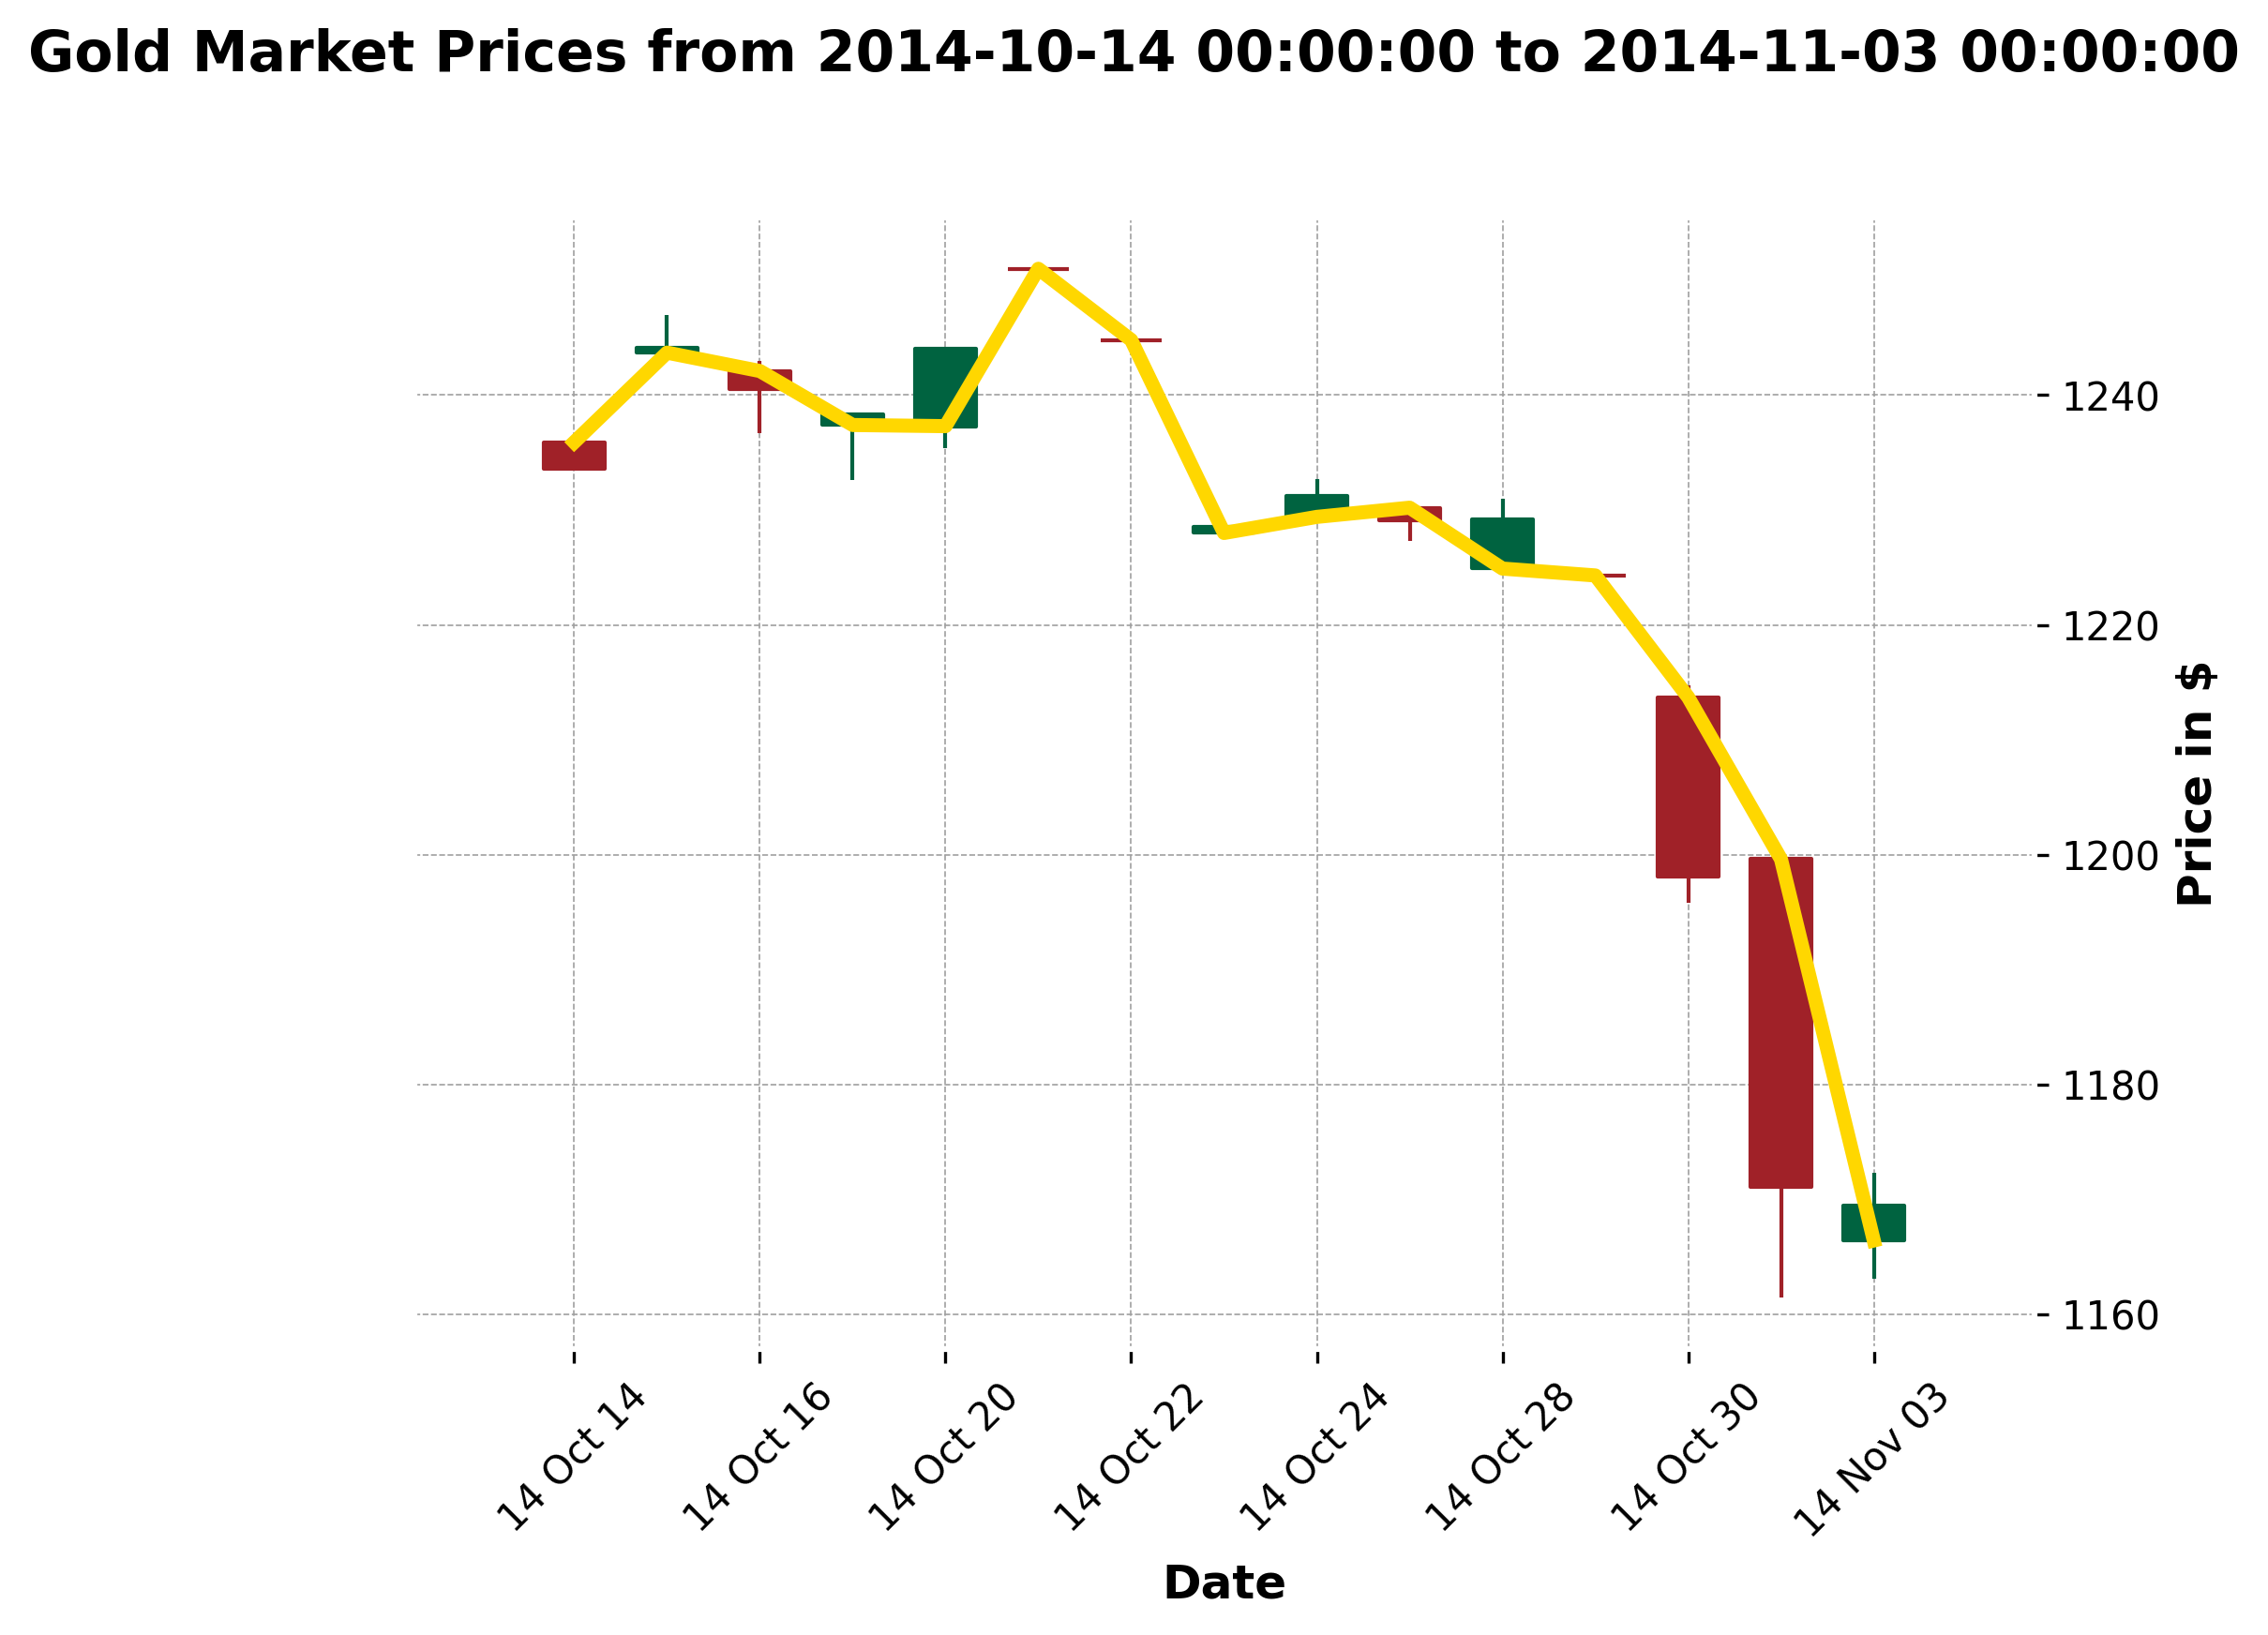 Gold Market Prices from 2014-10-14 00:00:00 to 2014-11-03 00:00:00
1240
1220
1200
1180
1160
Price in $
14 Oct 14
14 Oct 16
14 Oct 20
14 Oct 22
14 Oct 24
14 Oct 28
14 Oct 30
14 Nov 03
Date